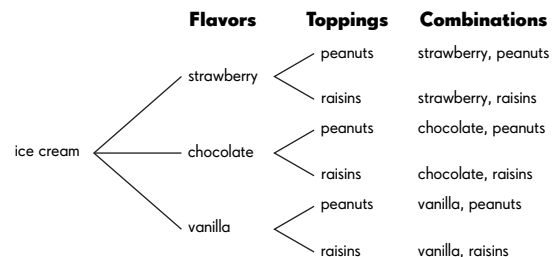 Flavors Toppings Combinations
peanuts strawberry, peanuts
strawberry
raisins strawberry, raisins
peanuts chocolate, peanuts
ice cream chocolate
raisins chocolate, raisins
peanuts vanilla, peanuts
vanilla
raisins vanilla, raisins